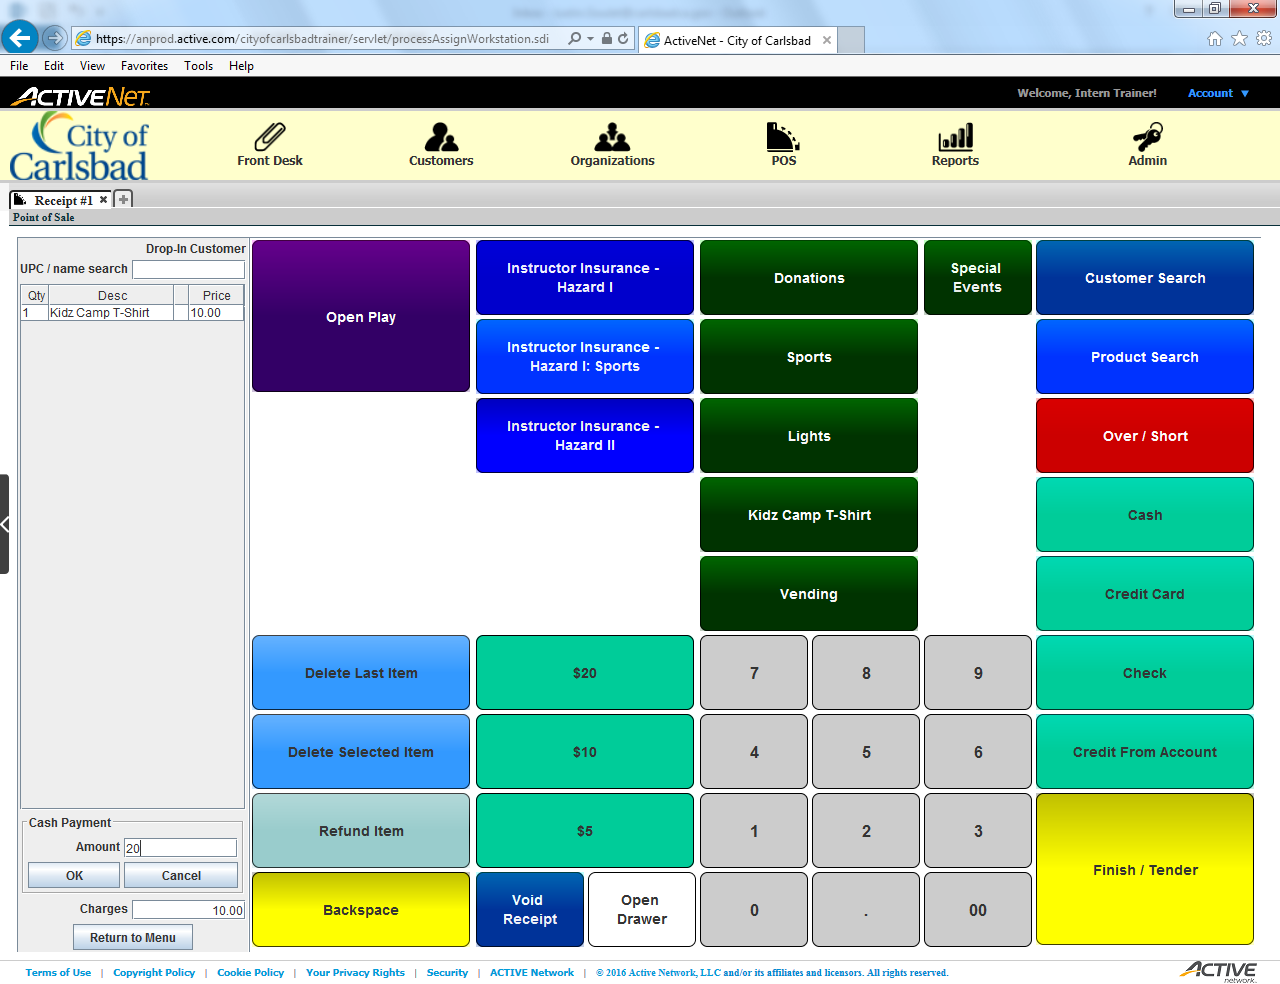 https://anprod.active.com/cityofcarlsbadtrainer/servlet/processAssignWorkstation.sdi
ActiveNet - City of Carlsbad
File Edit View Favorites Tools Help
ACTIVENET
Welcome, Intern Trainer! Account
City of
Carlsbad
Front Desk Customers Organizations POS Reports Admin
Receipt #1
Point of Sale
Drop-In Customer
UPC / name search
Qty Desc Price
1 Kidz Camp T-Shirt 10.00
Cash Payment
Amount 20
OK Cancel
Charges 10.00
Return to Menu
Open Play
Instructor Insurance -
Hazard I
Donations
Special
Events
Customer Search
Instructor Insurance -
Hazard I: Sports
Sports
Product Search
Instructor Insurance -
Hazard II
Lights
Over / Short
Kidz Camp T-Shirt
Cash
Vending
Credit Card
Delete Last Item $20 7 8 9 Check
Delete Selected Item $10 4 5 6 Credit From Account
Refund Item $5 1 2 3
Finish / Tender
Backspace
Void
Receipt
Open
Drawer
0 . 00
Terms of Use | Copyright Policy | Cookie Policy | Your Privacy Rights | Security | ACTIVE Network | © 2016 Active Network, LLC and/or its affiliates and licensors. All rights reserved.
ACTIVE
network